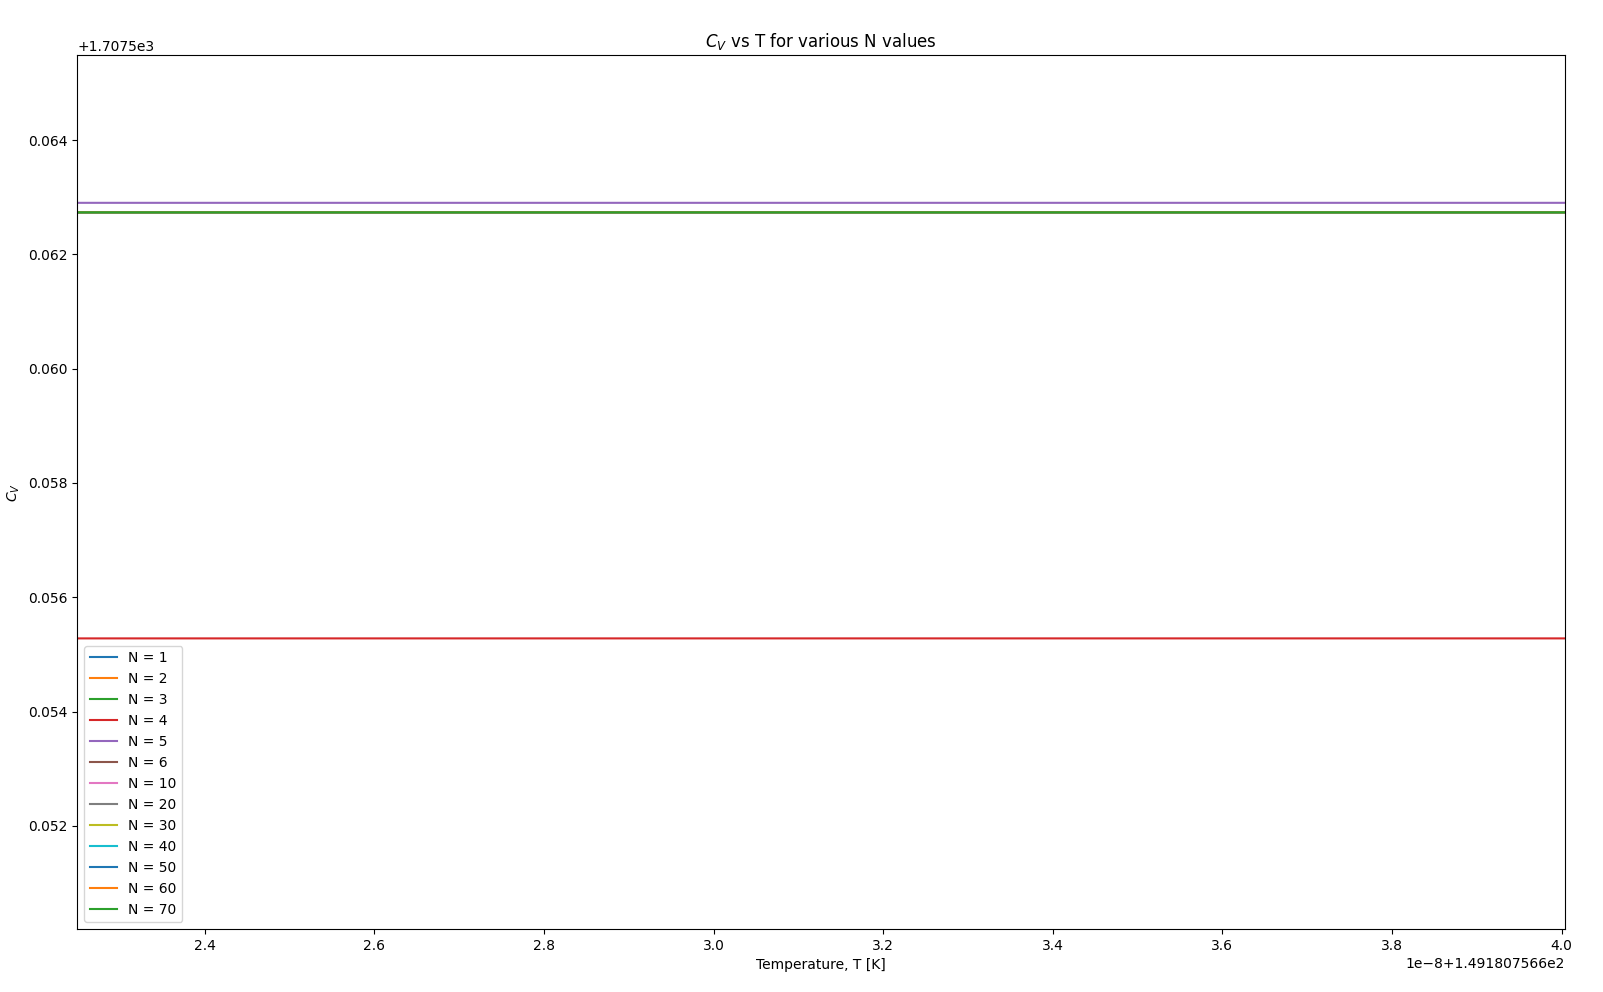 C_V vs T for various N values
+1.7075e3
0.064
0.062
0.060
0.058
0.056
0.054
0.052
C_V
N = 1
N = 2
N = 3
N = 4
N = 5
N = 6
N = 10
N = 20
N = 30
N = 40
N = 50
N = 60
N = 70
2.4 2.6 2.8 3.0 3.2 3.4 3.6 3.8 4.0
Temperature, T [K]
1e−8+1.491807566e2